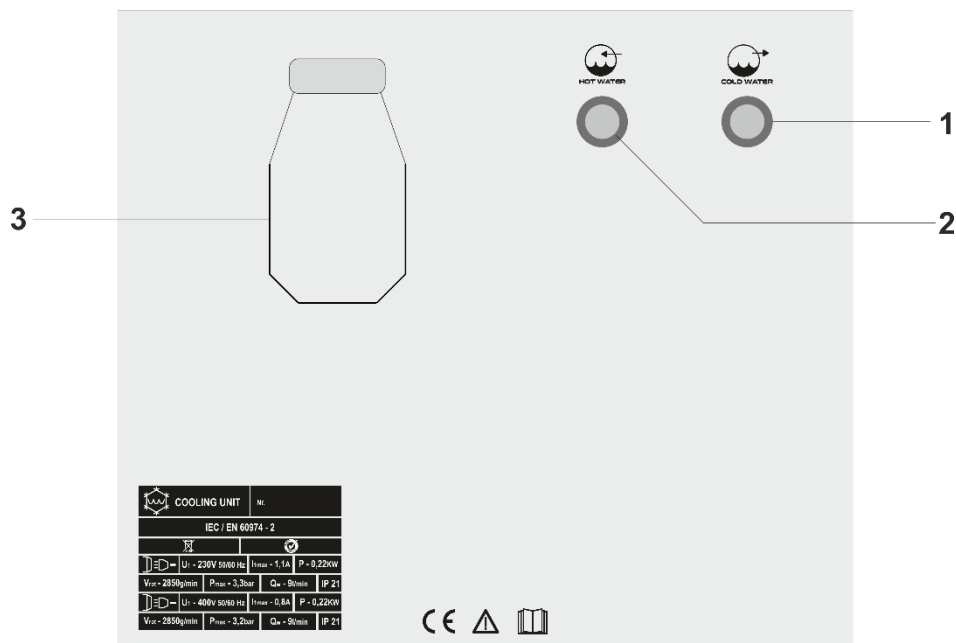 HOT WATER
COLD WATER
1
2
3
COOLING UNIT Nr.
IEC / EN 60974 - 2
U1 - 230V 50/60 Hz I1max - 1,1A P - 0,22KW
Vrot - 2850g/min Pmax - 3,3bar Qw - 9l/min IP 21
U1 - 400V 50/60 Hz I1max - 0,8A P - 0,22KW
Vrot - 2850g/min Pmax - 3,2bar Qw - 9l/min IP 21
CE